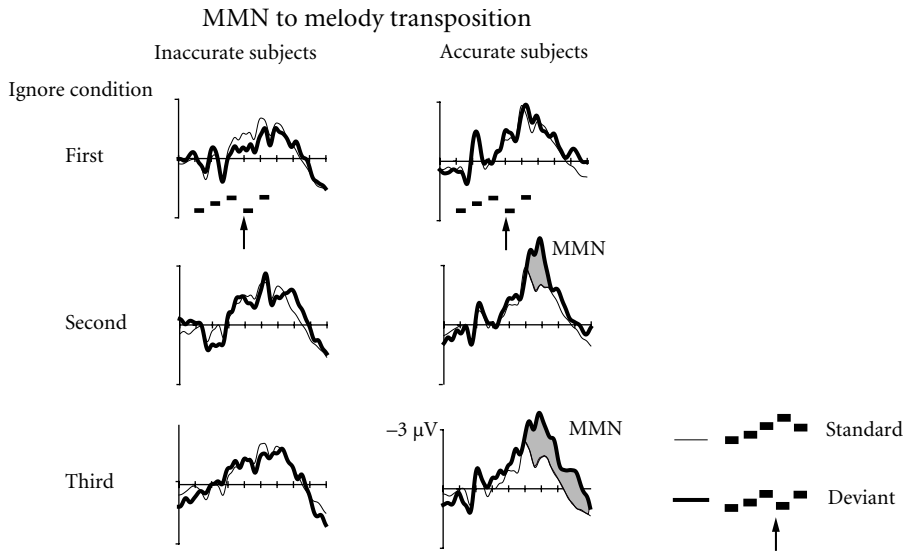 MMN to melody transposition
Inaccurate subjects
Accurate subjects
Ignore condition
First
MMN
Second
−3 μV
MMN
Standard
Third
Deviant